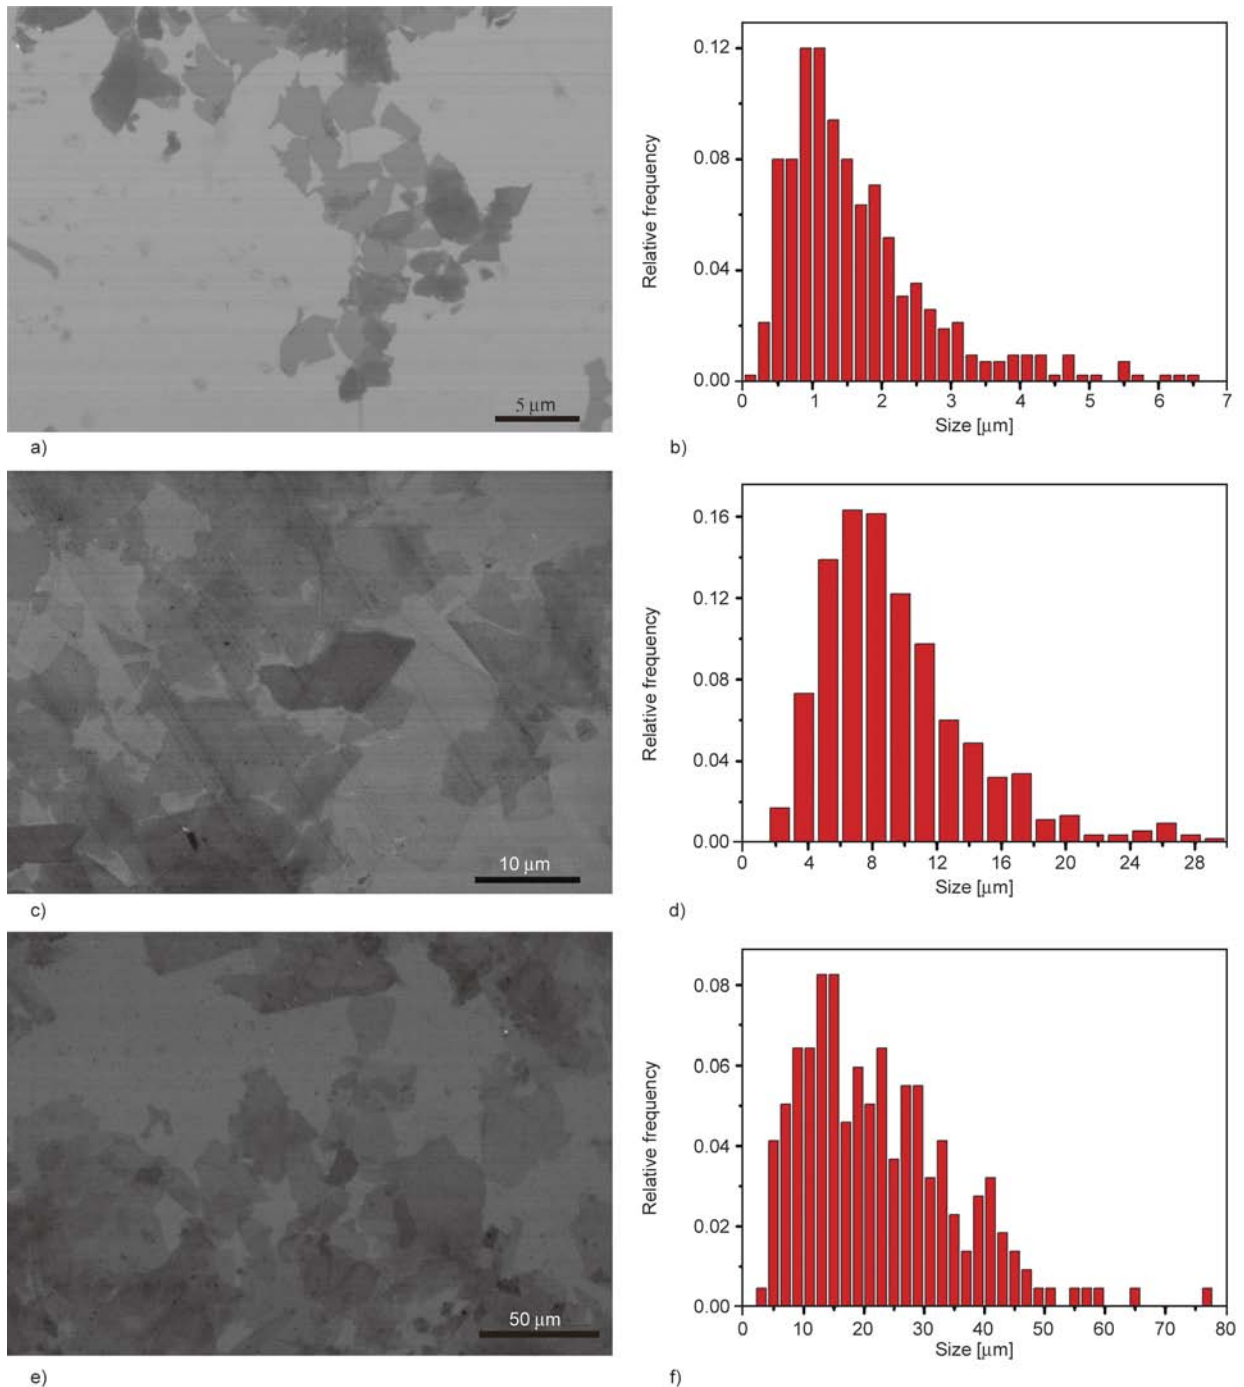 5 μm
a)
0.12
0.08
0.04
0.00
Relative frequency
0 1 2 3 4 5 6 7
Size [μm]
b)
10 μm
c)
0.16
0.12
0.08
0.04
0.00
Relative frequency
0 4 8 12 16 20 24 28
Size [μm]
d)
50 μm
e)
0.08
0.06
0.04
0.02
0.00
Relative frequency
0 10 20 30 40 50 60 70 80
Size [μm]
f)